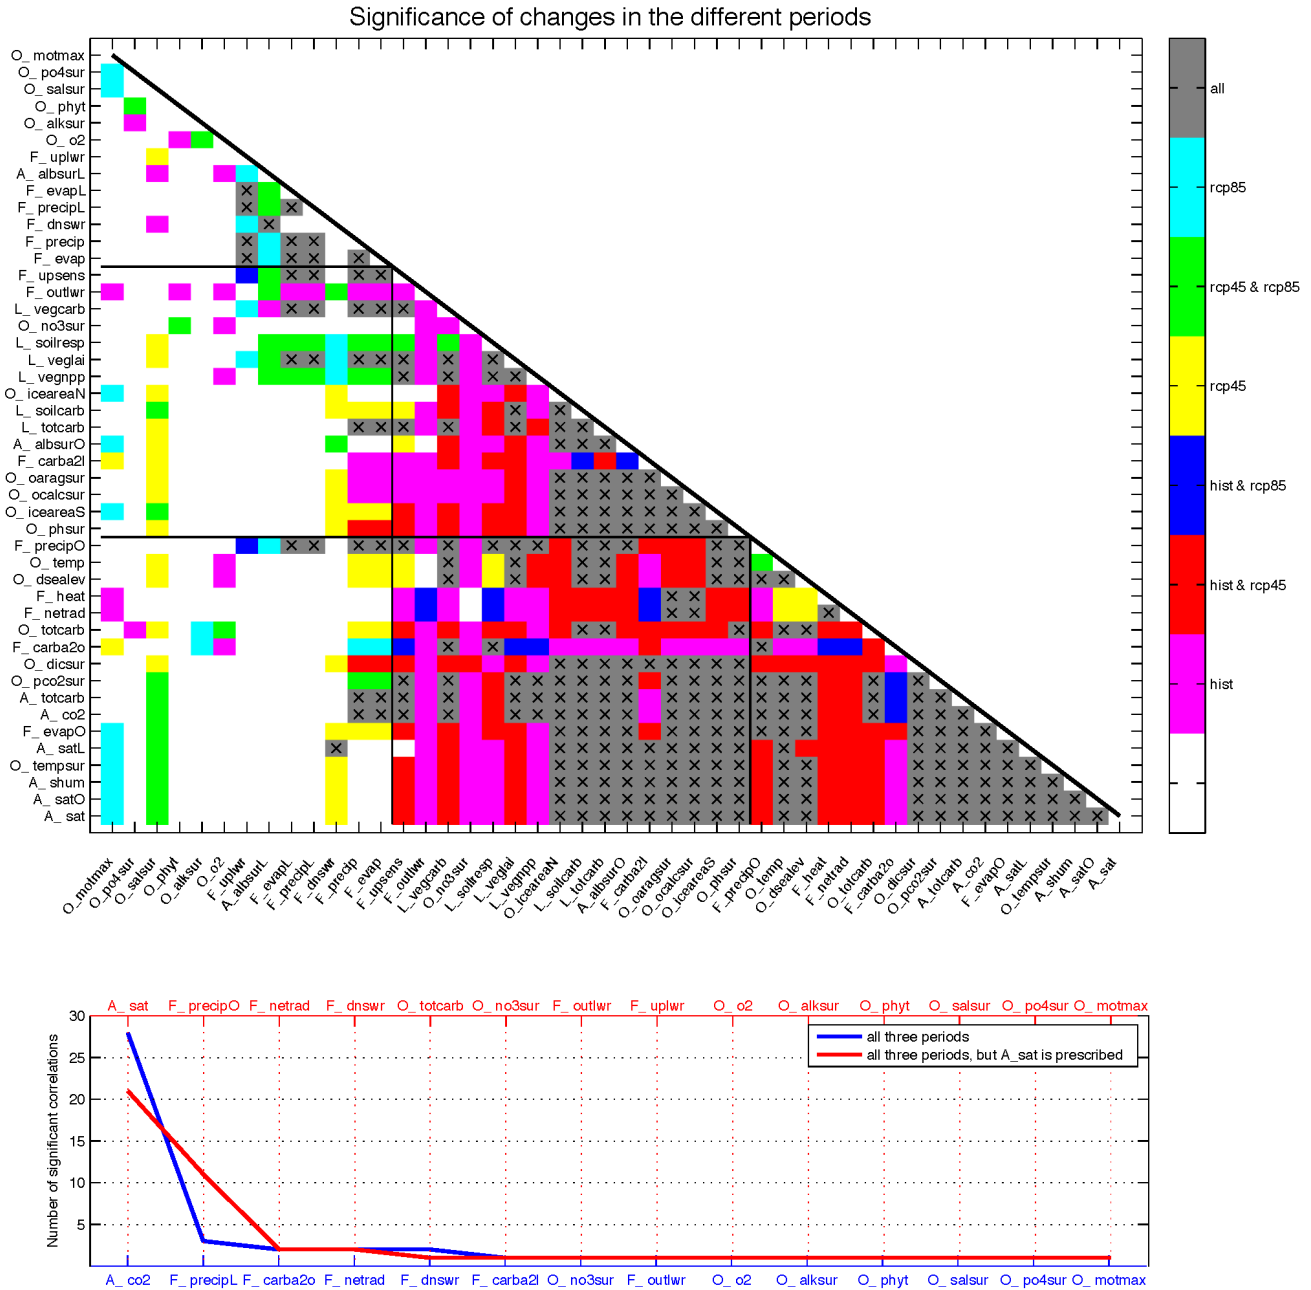 Significance of changes in the different periods
O_ motmax
O_ po4sur
O_ salsur
O_ phyt
O_ alksur
O_ o2
F_ uplwr
A_ albsurL
F_ evapL
F_ precipL
F_ dnswr
F_ precip
F_ evap
F_ upsens
F_ outlwr
L_ vegcarb
O_ no3sur
L_ soilresp
L_ veglai
L_ vegnpp
O_ iceareaN
L_ soilcarb
L_ totcarb
A_ albsurO
F_ carba2l
O_ oaragsur
O_ ocalcsur
O_ iceareaS
O_ phsur
F_ precipO
O_ temp
O_ dsealev
F_ heat
F_ netrad
O_ totcarb
F_ carba2o
O_ dicsur
O_ pco2sur
A_ totcarb
A_ co2
F_ evapO
A_ satL
O_ tempsur
A_ shum
A_ satO
A_ sat
all
rcp85
rcp45 & rcp85
rcp45
hist & rcp85
hist & rcp45
hist
O_motmax
O_po4sur
O_salsur
O_phyt
O_alksur
O_o2
F_uplwr
A_albsurL
F_evapL
F_precipL
F_dnswr
F_precip
F_evap
F_upsens
F_outlwr
L_vegcarb
O_no3sur
L_soilresp
L_veglai
L_vegnpp
O_iceareaN
L_soilcarb
L_totcarb
A_albsurO
F_carba2l
O_oaragsur
O_ocalcsur
O_iceareaS
O_phsur
F_precipO
O_temp
O_dsealev
F_heat
F_netrad
O_totcarb
F_carba2o
O_dicsur
O_pco2sur
A_totcarb
A_co2
F_evapO
A_satL
O_tempsur
A_shum
A_satO
A_sat
A_ sat F_ precipO F_ netrad F_ dnswr O_ totcarb O_ no3sur F_ outlwr F_ uplwr O_ o2 O_ alksur O_ phyt O_ salsur O_ po4sur O_ motmax
Number of significant correlations
30
25
20
15
10
5
all three periods
all three periods, but A_sat is prescribed
A_ co2 F_ precipL F_ carba2o F_ netrad F_ dnswr F_ carba2l O_ no3sur F_ outlwr O_ o2 O_ alksur O_ phyt O_ salsur O_ po4sur O_ motmax